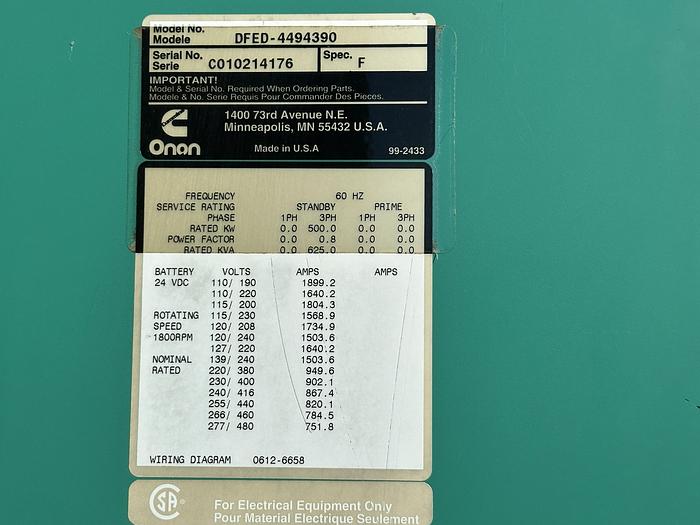 Model No.
Modele DFED-4494390
Serial No. Spec.
Serie C010214176 F
IMPORTANT!
Model & Serial No. Required When Ordering Parts.
Modele & No. Serie Requis Pour Commander Des Pieces.
1400 73rd Avenue N.E.
Minneapolis, MN 55432 U.S.A.
Onan Made in U.S.A 99-2433
FREQUENCY 60 HZ
SERVICE RATING STANDBY PRIME
PHASE 1PH 3PH 1PH 3PH
RATED KW 0.0 500.0 0.0 0.0
POWER FACTOR 0.0 0.8 0.0 0.0
RATED KVA 0.0 625.0 0.0 0.0
BATTERY VOLTS AMPS AMPS
24 VDC 110/ 190 1899.2
110/ 220 1640.2
115/ 200 1804.3
ROTATING 115/ 230 1568.9
SPEED 120/ 208 1734.9
1800RPM 120/ 240 1503.6
127/ 220 1640.2
NOMINAL 139/ 240 1503.6
RATED 220/ 380 949.6
230/ 400 902.1
240/ 416 867.4
255/ 440 820.1
266/ 460 784.5
277/ 480 751.8
WIRING DIAGRAM 0612-6658
CSA ® For Electrical Equipment Only
Pour Material Electrique Seulement